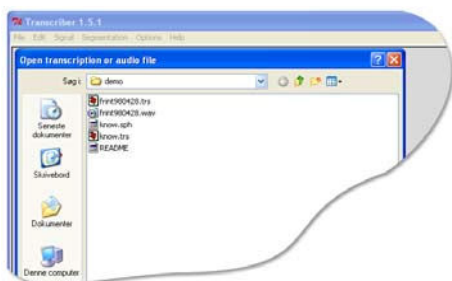 Transcriber 1.5.1
File Edit Signal Segmentation Options Help
Open transcription or audio file
Søg i: demo
frint980428.trs
frint980428.wav
know.sph
know.trs
README
Seneste
dokumenter
Skrivebord
Dokumenter
Denne computer